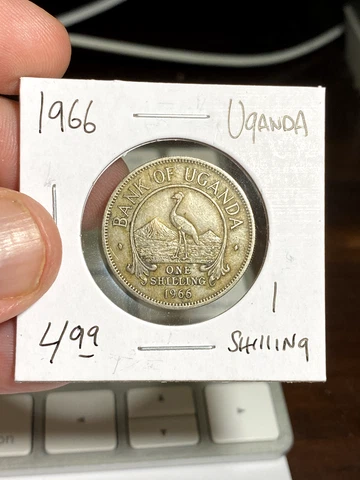 1966 UGANDA
BANK OF UGANDA
ONE
SHILLING
1966
1
4.99 SHILLING